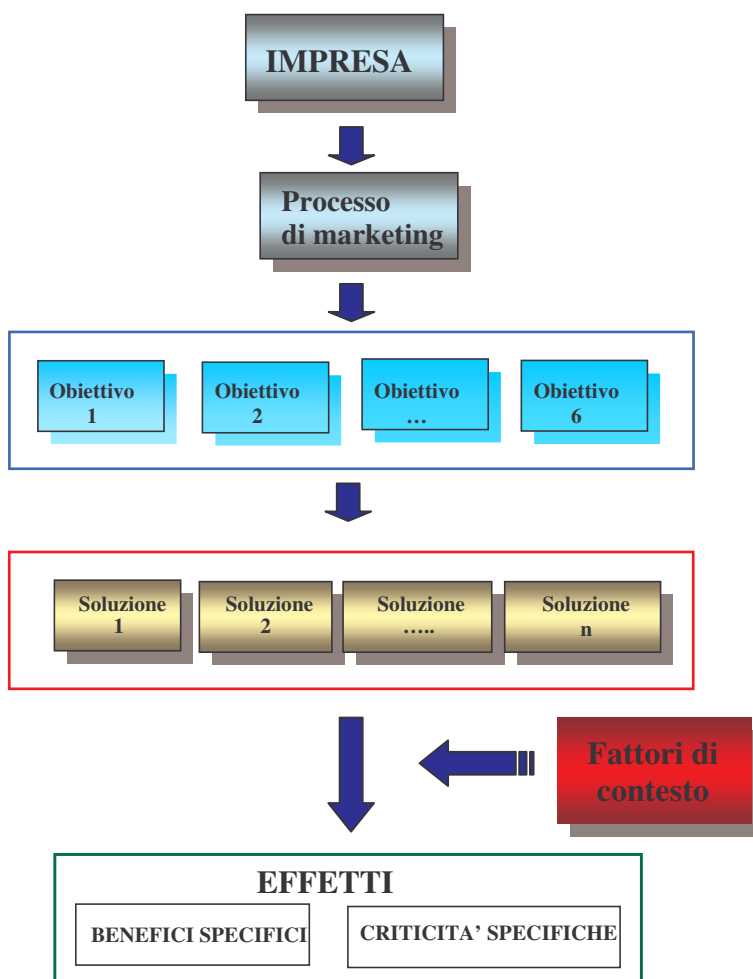 IMPRESA
Processo
di marketing
Obiettivo
1
Obiettivo
2
Obiettivo
…
Obiettivo
6
Soluzione
1
Soluzione
2
Soluzione
…..
Soluzione
n
Fattori di
contesto
EFFETTI
BENEFICI SPECIFICI
CRITICITA’ SPECIFICHE